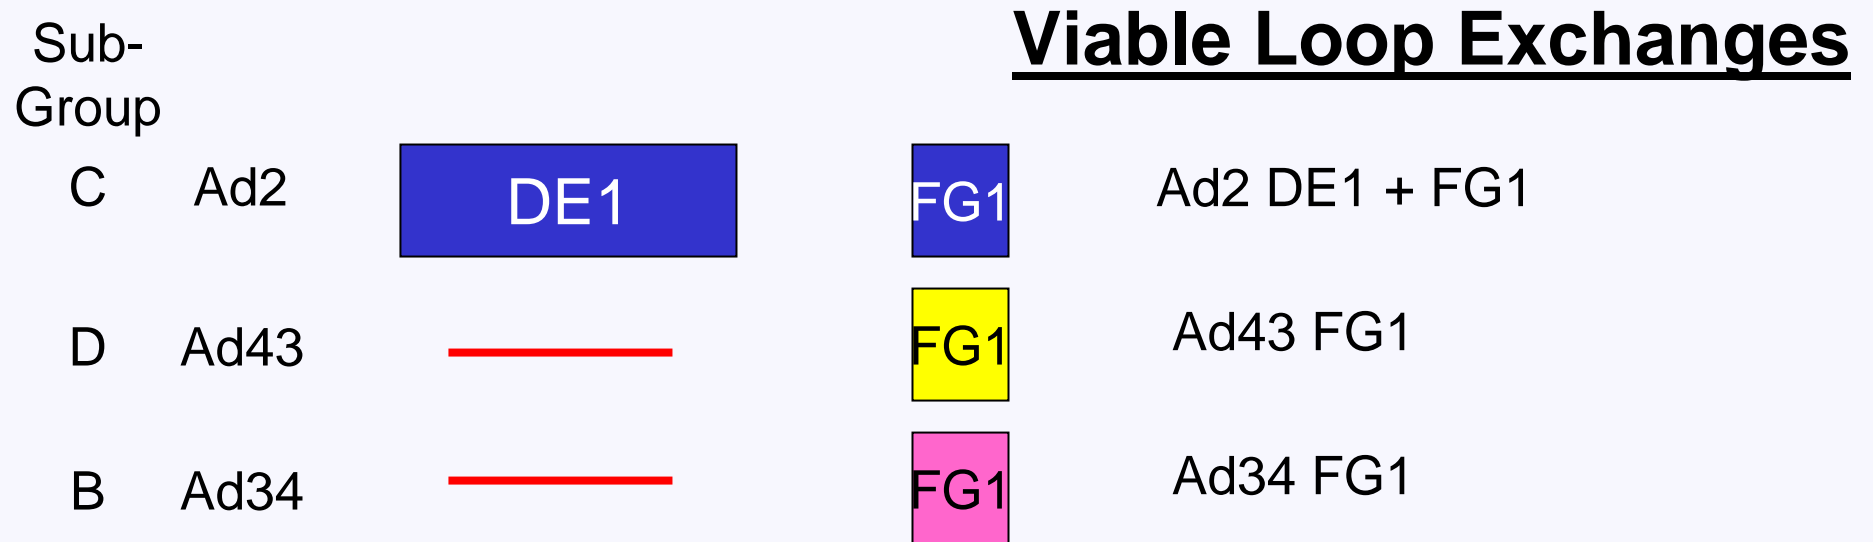 Viable Loop Exchanges
Sub-
Group
C Ad2 DE1 FG1 Ad2 DE1 + FG1
D Ad43 FG1 Ad43 FG1
B Ad34 FG1 Ad34 FG1